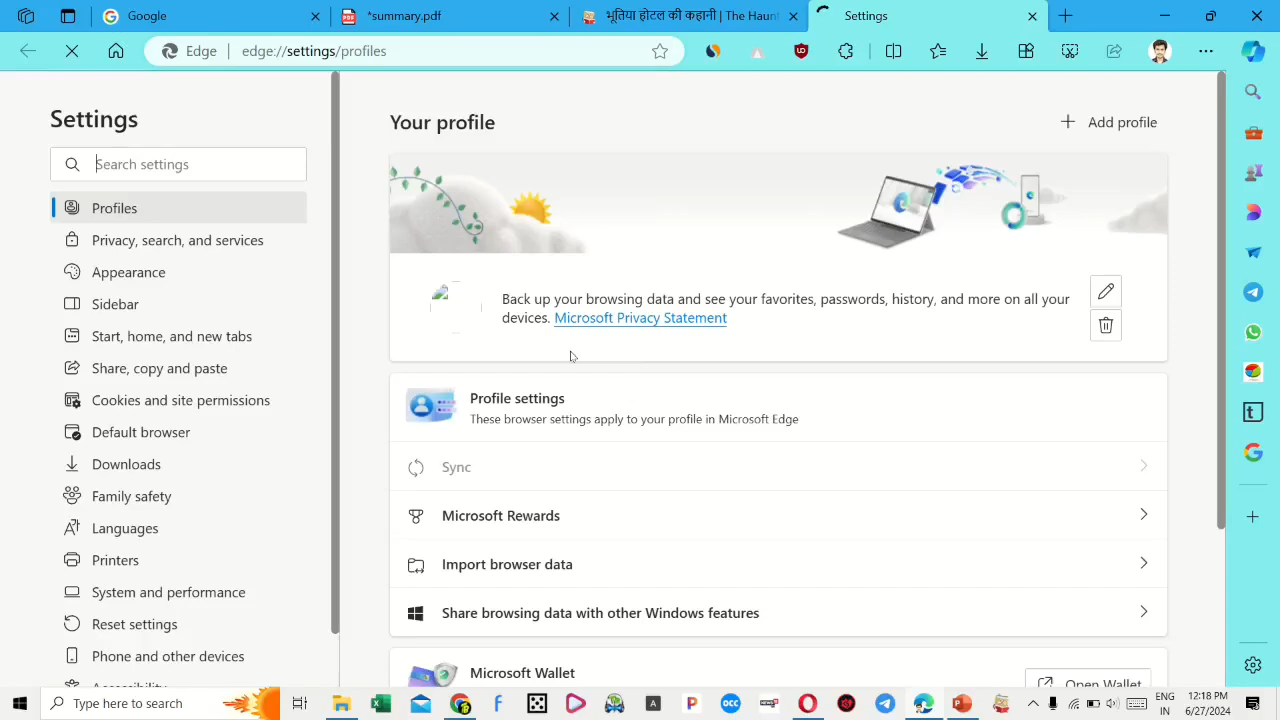 Google
*summary.pdf
भूतिया होटल की कहानी | The Haunt
Settings
Edge
edge://settings/profiles
Settings
Search settings
Profiles
Privacy, search, and services
Appearance
Sidebar
Start, home, and new tabs
Share, copy and paste
Cookies and site permissions
Default browser
Downloads
Family safety
Languages
Printers
System and performance
Reset settings
Phone and other devices
Accessibility
Your profile
Add profile
Back up your browsing data and see your favorites, passwords, history, and more on all your
devices. Microsoft Privacy Statement
Profile settings
These browser settings apply to your profile in Microsoft Edge
Sync
Microsoft Rewards
Import browser data
Share browsing data with other Windows features
Microsoft Wallet
Open Wallet
Type here to search
ENG
IN
12:18 PM
6/27/2024